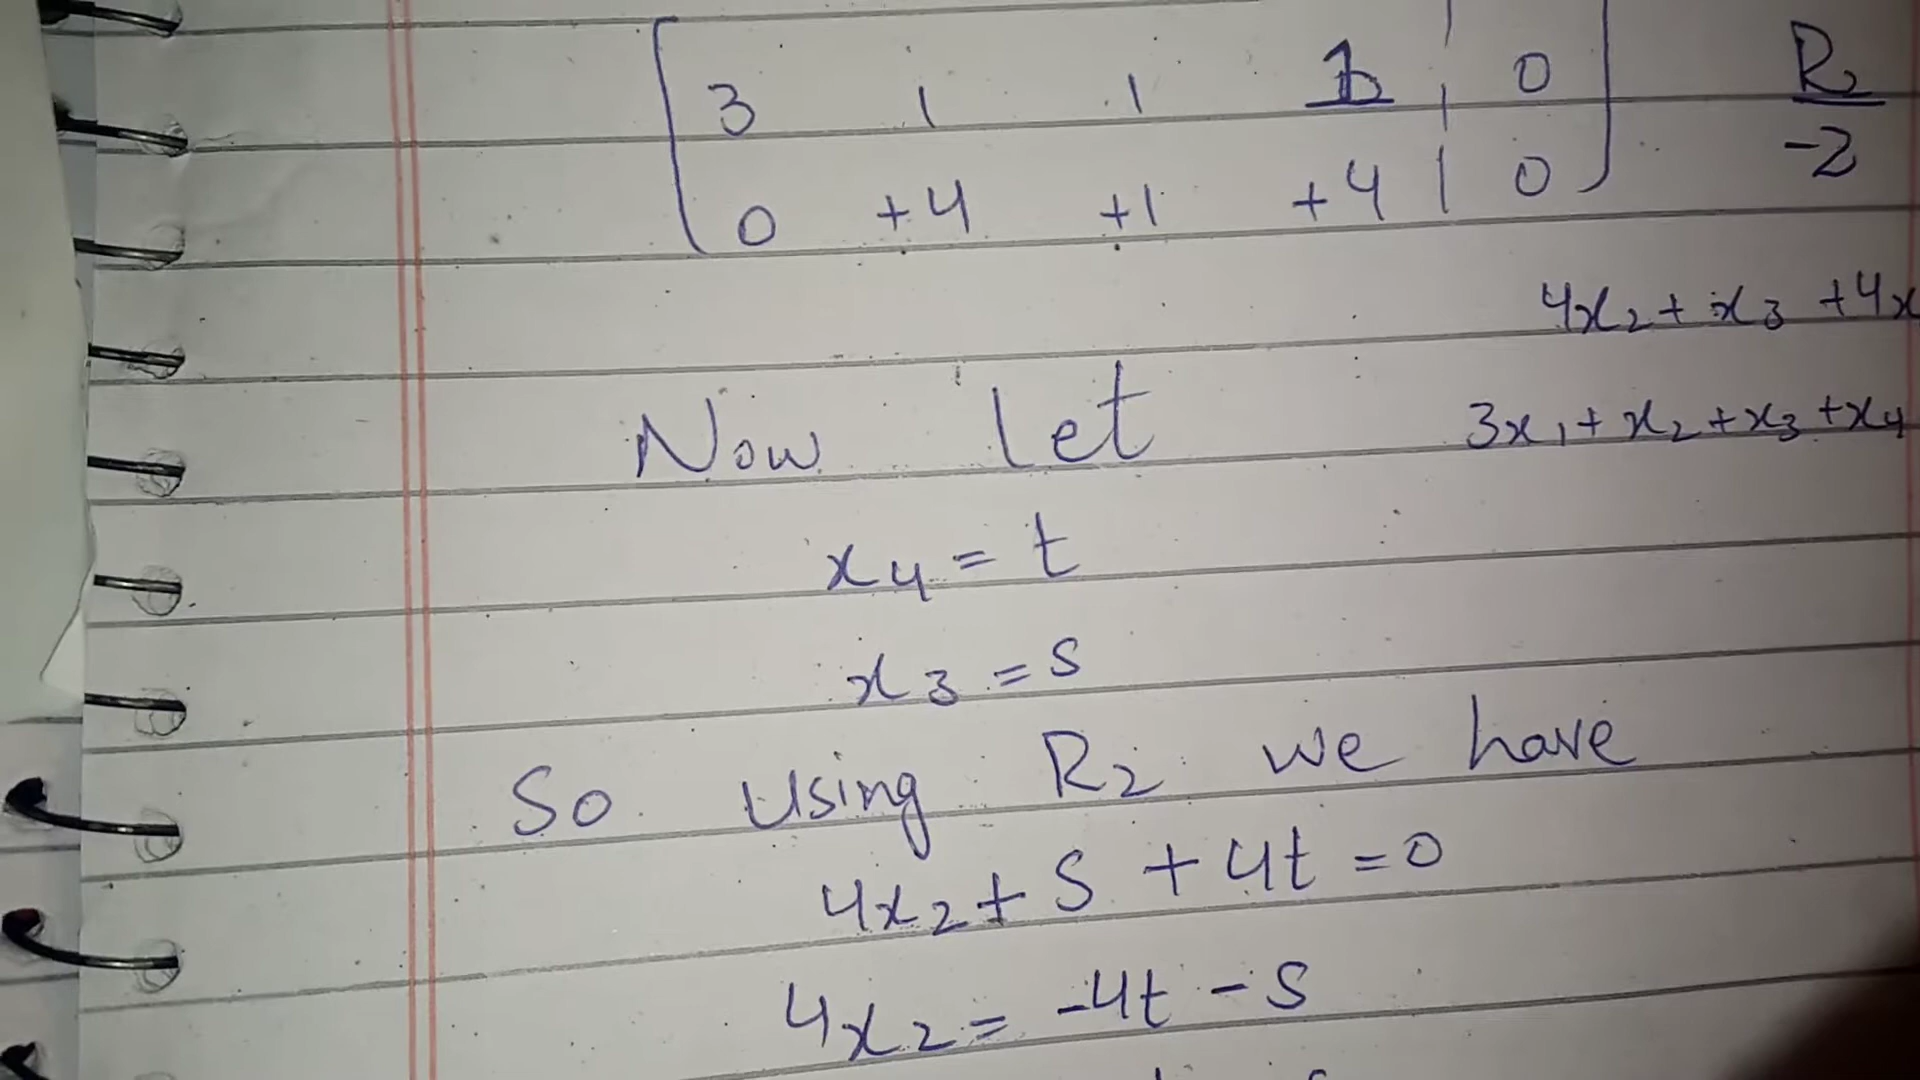 3 1 1 1 | 0 R2
0 +4 +1 +4 | 0 -2
4x2 + x3 + 4x
Now let
3x1 + x2 + x3 + x4
x4 = t
x3 = s
So using R2 we have
4x2 + s + 4t = 0
4x2 = -4t - s